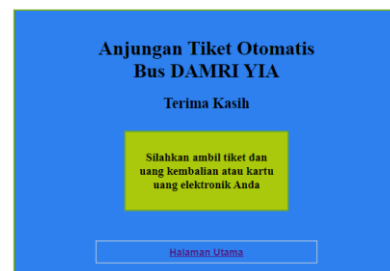 Anjungan Tiket Otomatis
Bus DAMRI YIA
Terima Kasih
Silahkan ambil tiket dan
uang kembalian atau kartu
uang elektronik Anda
Halaman Utama